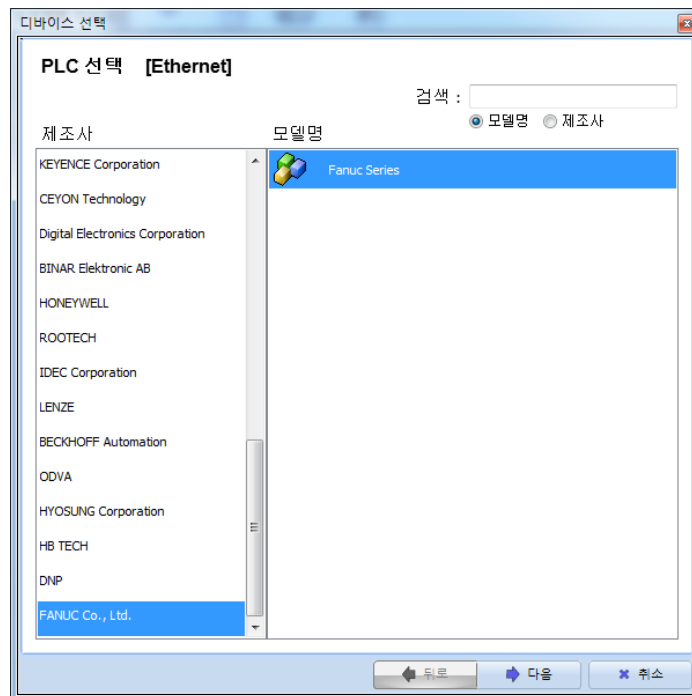 디바이스 선택
PLC 선택 [Ethernet]
검색 :
모델명 제조사
제조사
모델명
KEYENCE Corporation
CEYON Technology
Digital Electronics Corporation
BINAR Elektronic AB
HONEYWELL
ROOTECH
IDEC Corporation
LENZE
BECKHOFF Automation
ODVA
HYOSUNG Corporation
HB TECH
DNP
FANUC Co., Ltd.
Fanuc Series
뒤로
다음
취소